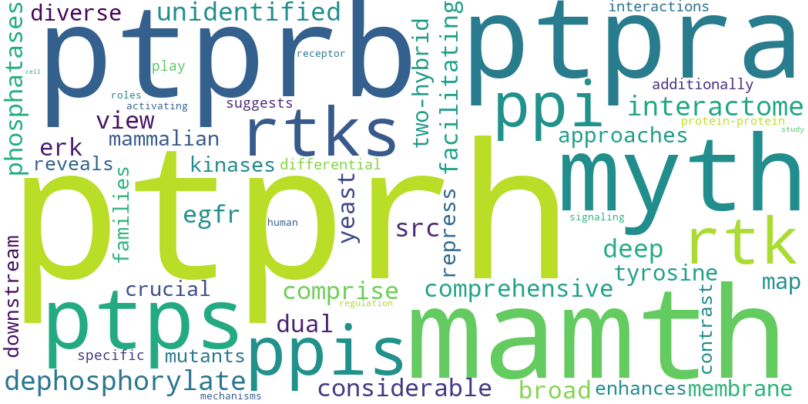 diverse
unidentified
interactions
phosphatases
ptprb
ptpra
receptor
play
cell
roles
activating
suggests
two-hybrid
facilitating
additionally
ppi
interactome
view
rtks
protein-protein
erk
mammalian
approaches
study
reveals
kinases
differential
myth
ptprh
families
egfr
human
yeast
src
repress
signaling
rtk
deep
tyrosine
map
downstream
crucial
comprise
regulation
comprehensive
contrast
ptps
dual
mamth
specific
mutants
ppis
dephosphorylate
mechanisms
considerable
broad
enhances
membrane